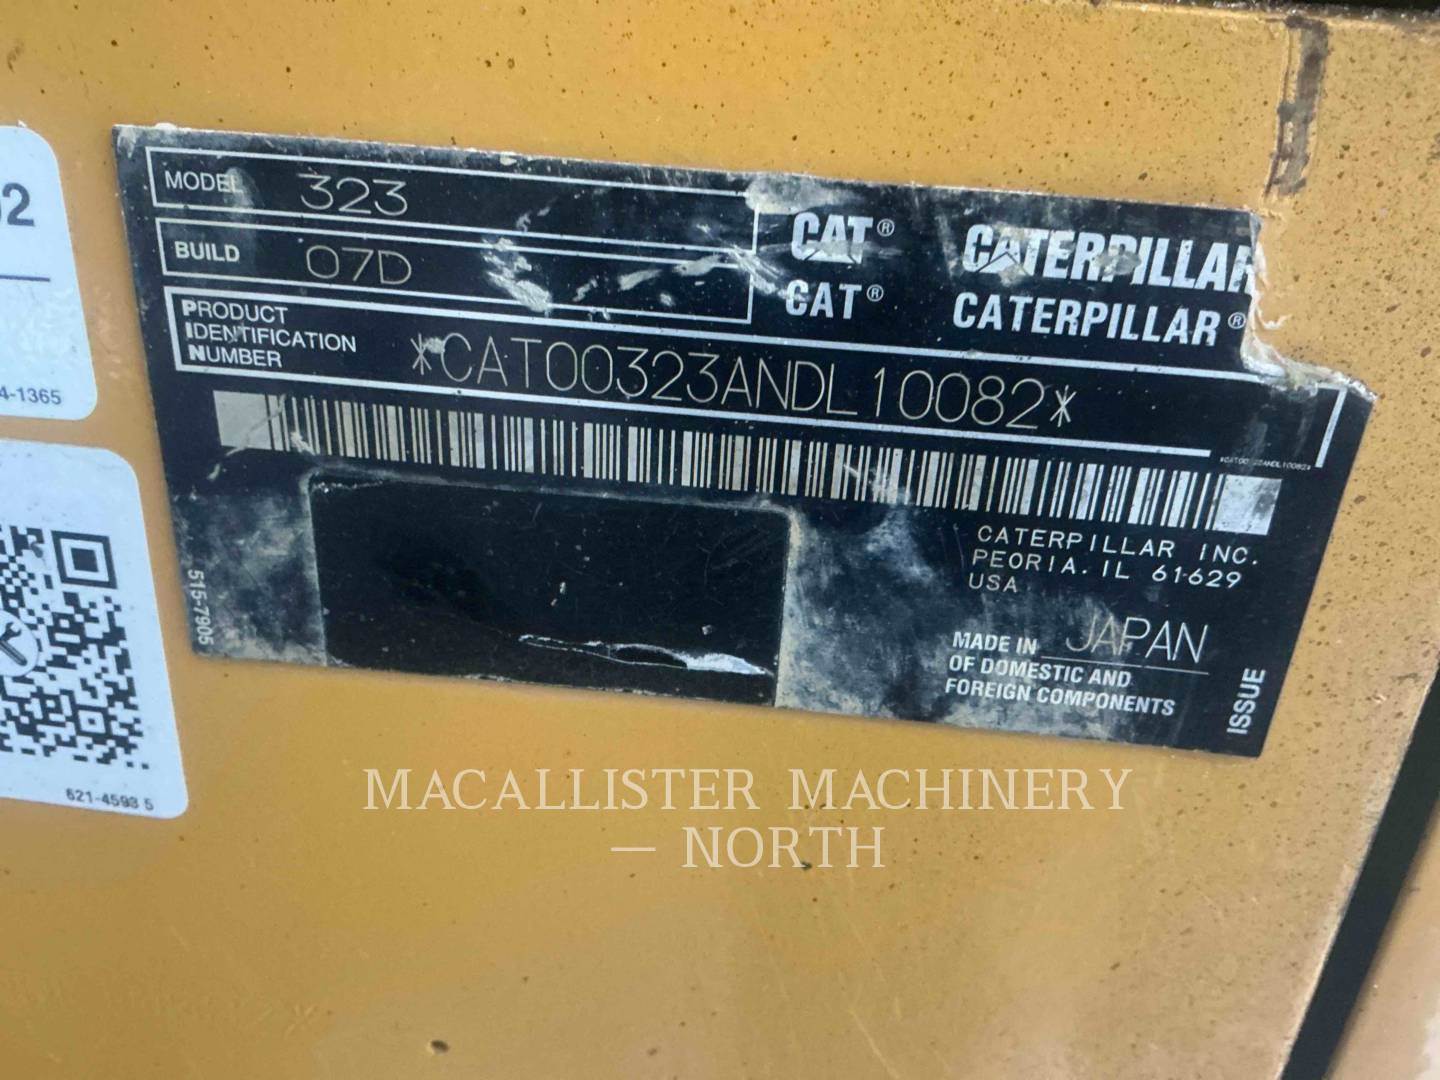 MODEL 323
BUILD 07D
CAT® CATERPILLAR
CAT® CATERPILLAR®
PRODUCT
IDENTIFICATION
NUMBER
*CAT00323ANDL10082*
CATERPILLAR INC.
PEORIA. IL 61629
USA
MADE IN JAPAN
OF DOMESTIC AND
FOREIGN COMPONENTS
ISSUE
515-7905
4-1365
621-4593 5
MACALLISTER MACHINERY
— NORTH